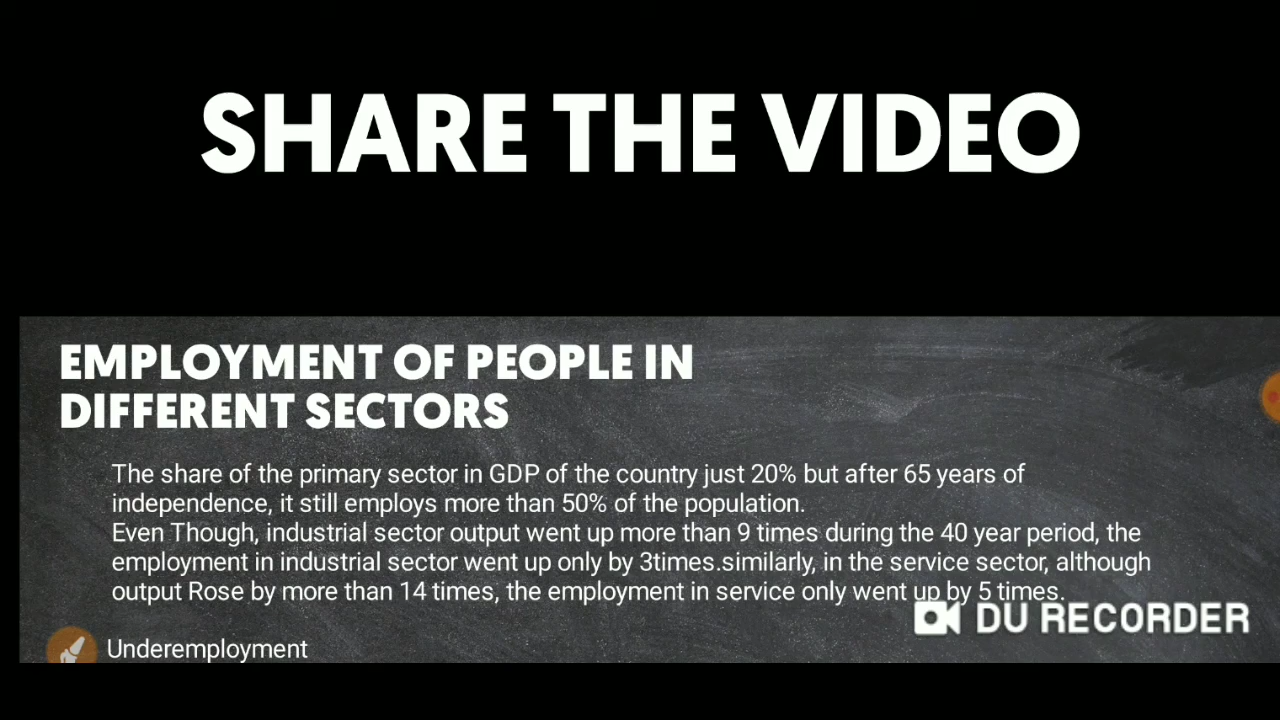 SHARE THE VIDEO
EMPLOYMENT OF PEOPLE IN
DIFFERENT SECTORS
The share of the primary sector in GDP of the country just 20% but after 65 years of
independence, it still employs more than 50% of the population.
Even Though, industrial sector output went up more than 9 times during the 40 year period, the
employment in industrial sector went up only by 3times.similarly, in the service sector, although
output Rose by more than 14 times, the employment in service only went up by 5 times.
DU RECORDER
Underemployment